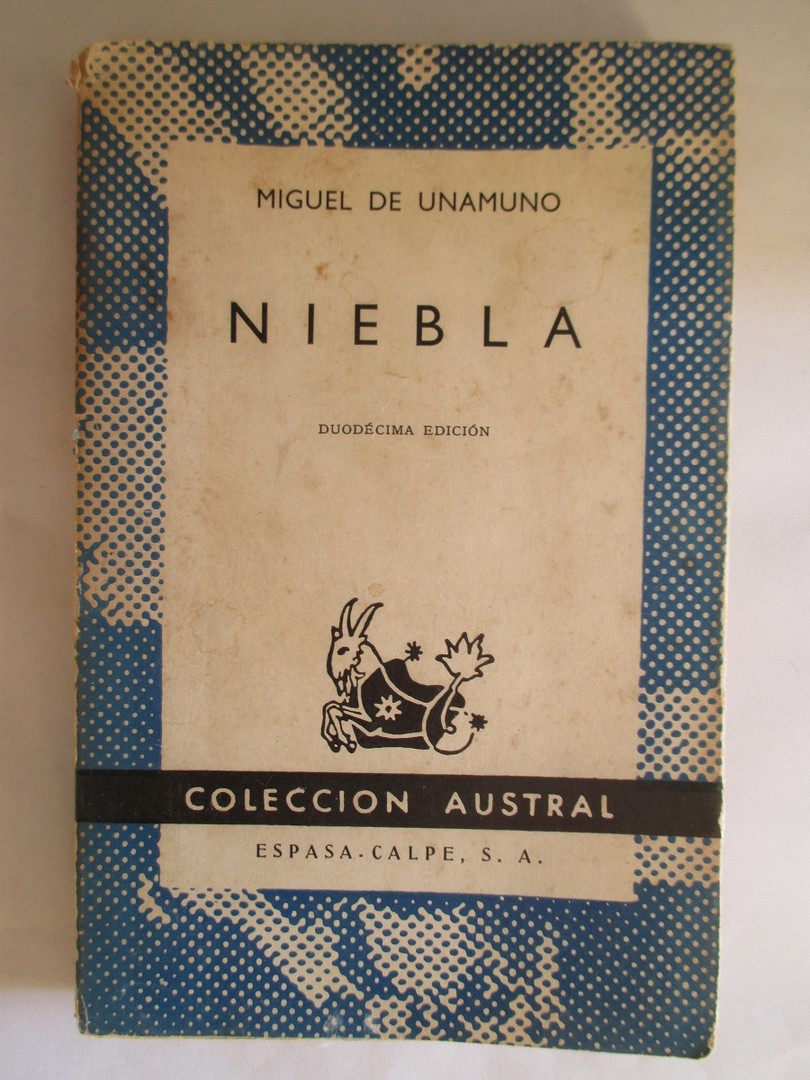 MIGUEL DE UNAMUNO
NIEBLA
DUODÉCIMA EDICIÓN
COLECCION AUSTRAL
ESPASA-CALPE, S. A.